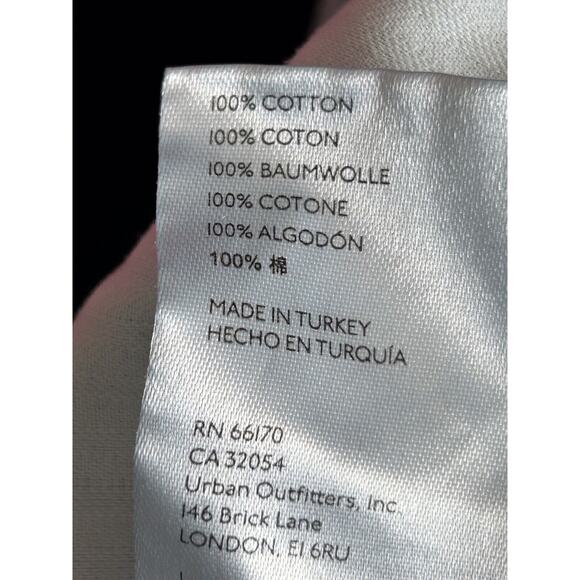 100% COTTON
100% COTON
100% BAUMWOLLE
100% COTONE
100% ALGODÓN
100% 棉
MADE IN TURKEY
HECHO EN TURQUÍA
RN 66170
CA 32054
Urban Outfitters, Inc.
146 Brick Lane
LONDON, E1 6RU